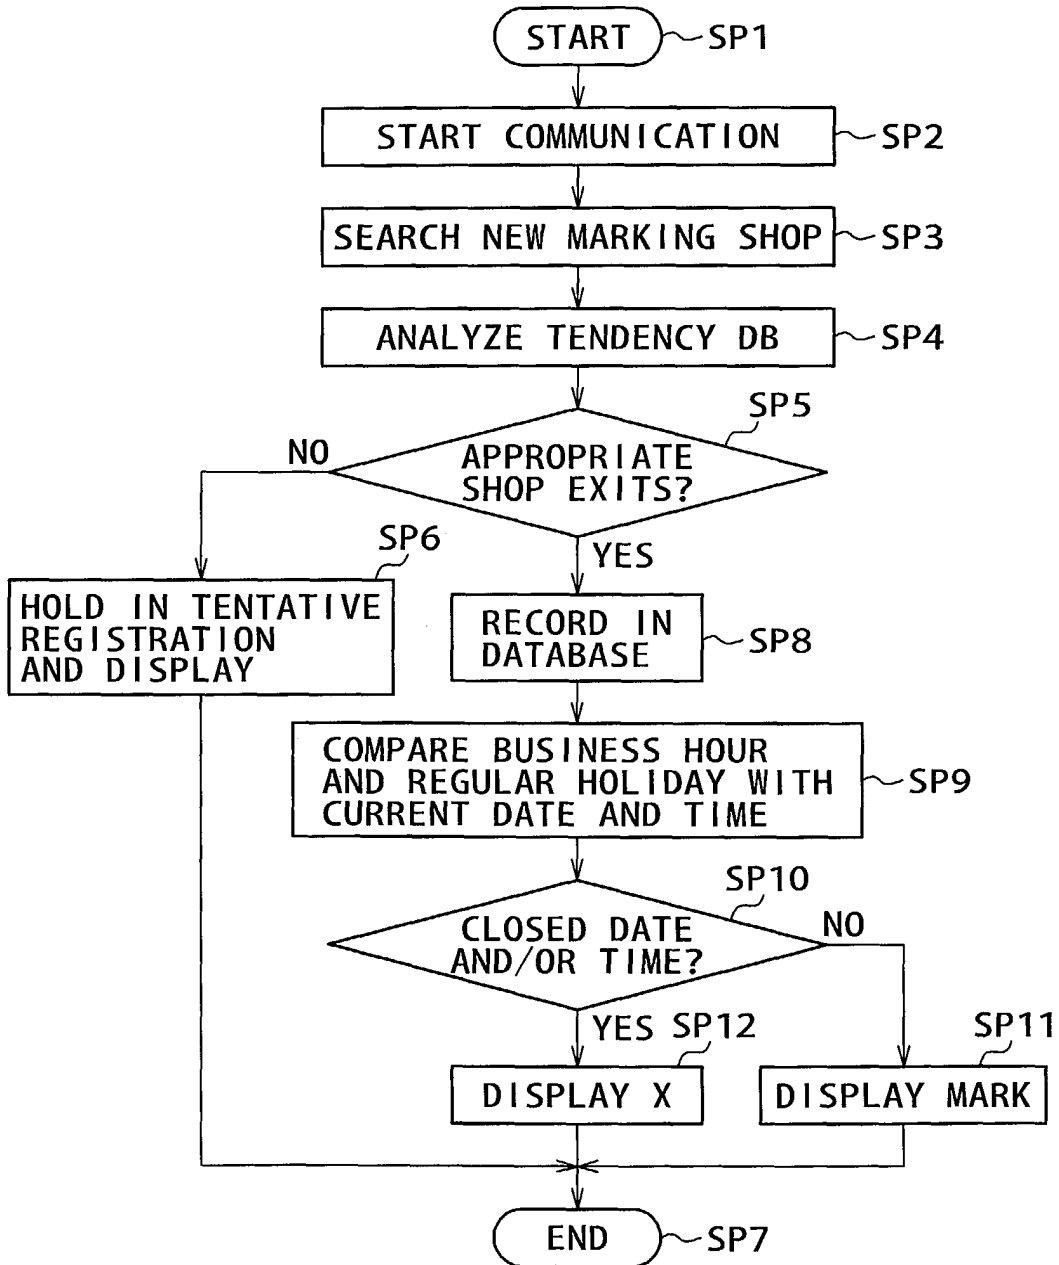 START
SP1
START COMMUNICATION
SP2
SEARCH NEW MARKING SHOP
SP3
ANALYZE TENDENCY DB
SP4
SP5
APPROPRIATE
SHOP EXITS?
NO
YES
SP6
HOLD IN TENTATIVE
REGISTRATION
AND DISPLAY
RECORD IN
DATABASE
SP8
COMPARE BUSINESS HOUR
AND REGULAR HOLIDAY WITH
CURRENT DATE AND TIME
SP9
SP10
CLOSED DATE
AND/OR TIME?
NO
YES
SP12
DISPLAY X
SP11
DISPLAY MARK
END
SP7